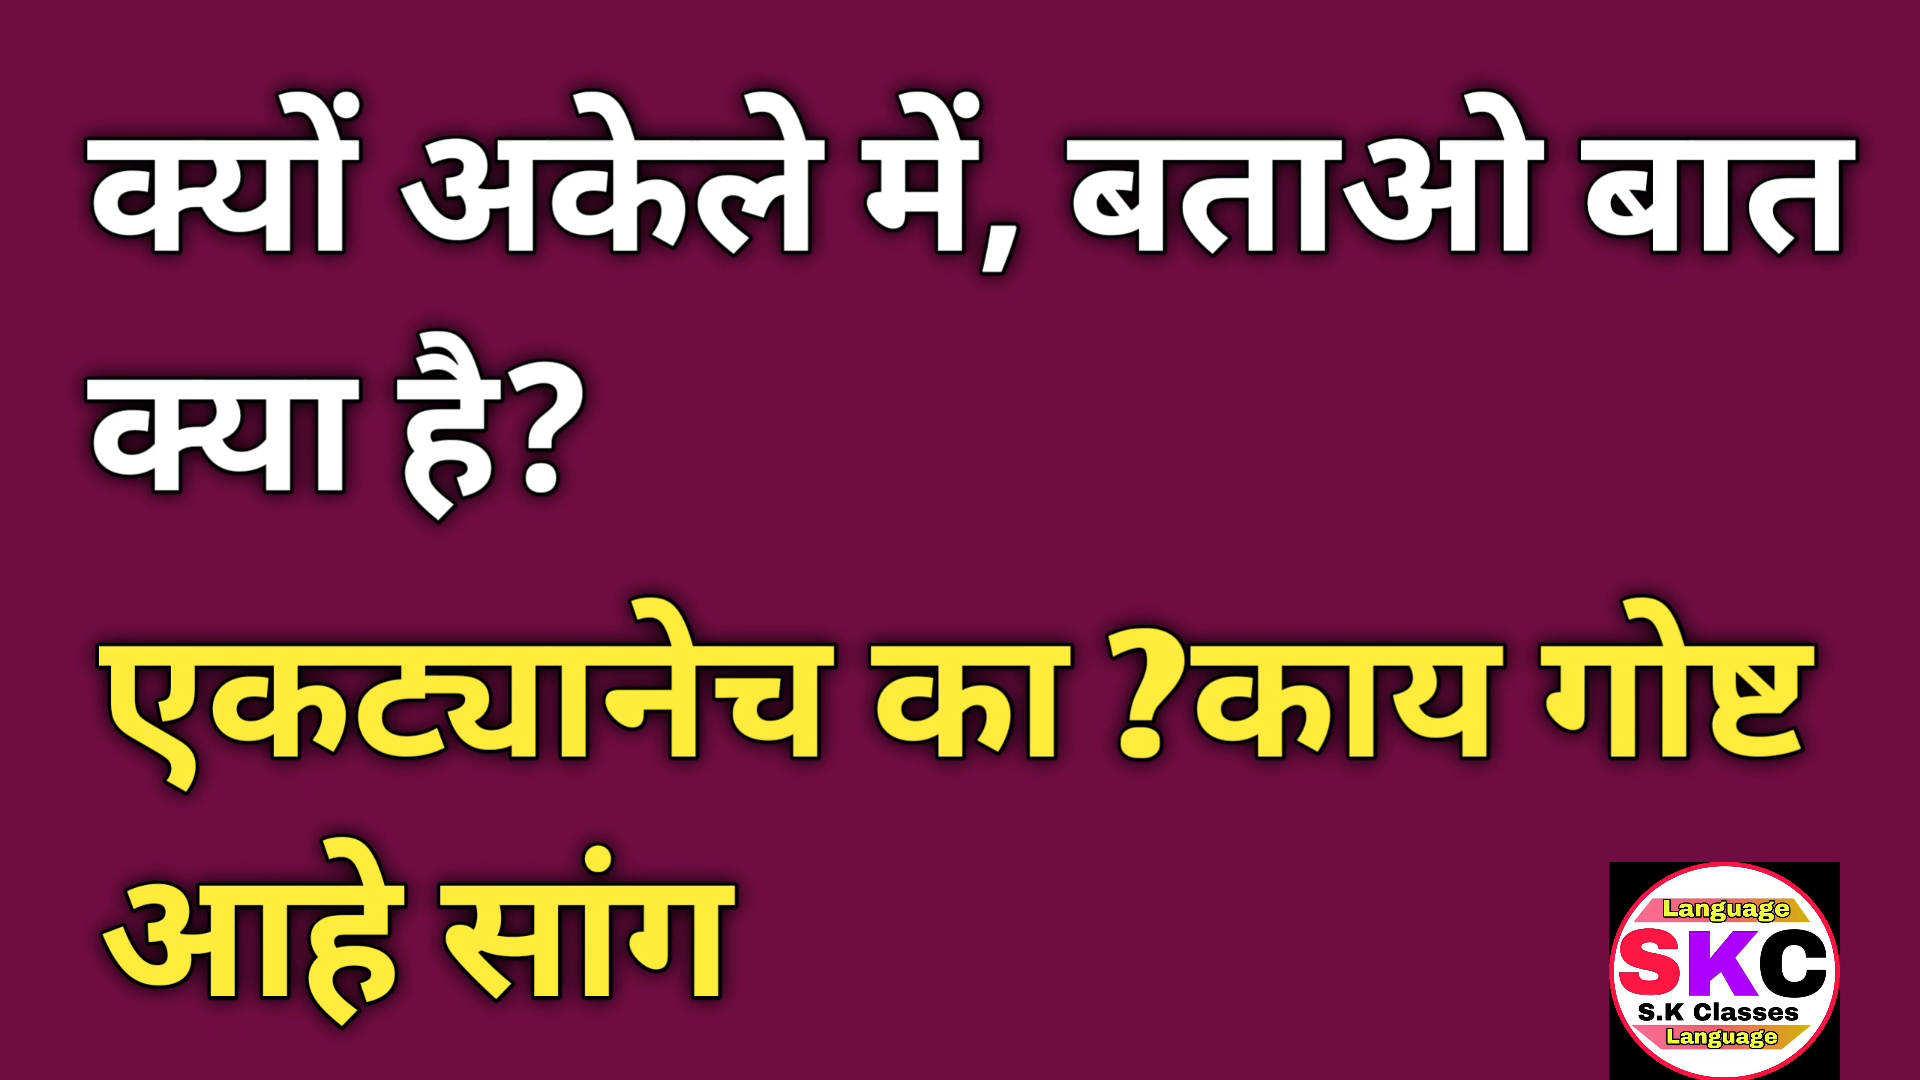 क्यों अकेले में, बताओ बात
क्या है?
एकट्यानेच का ?काय गोष्ट
आहे सांग
Language
SKC
S.K Classes
Language